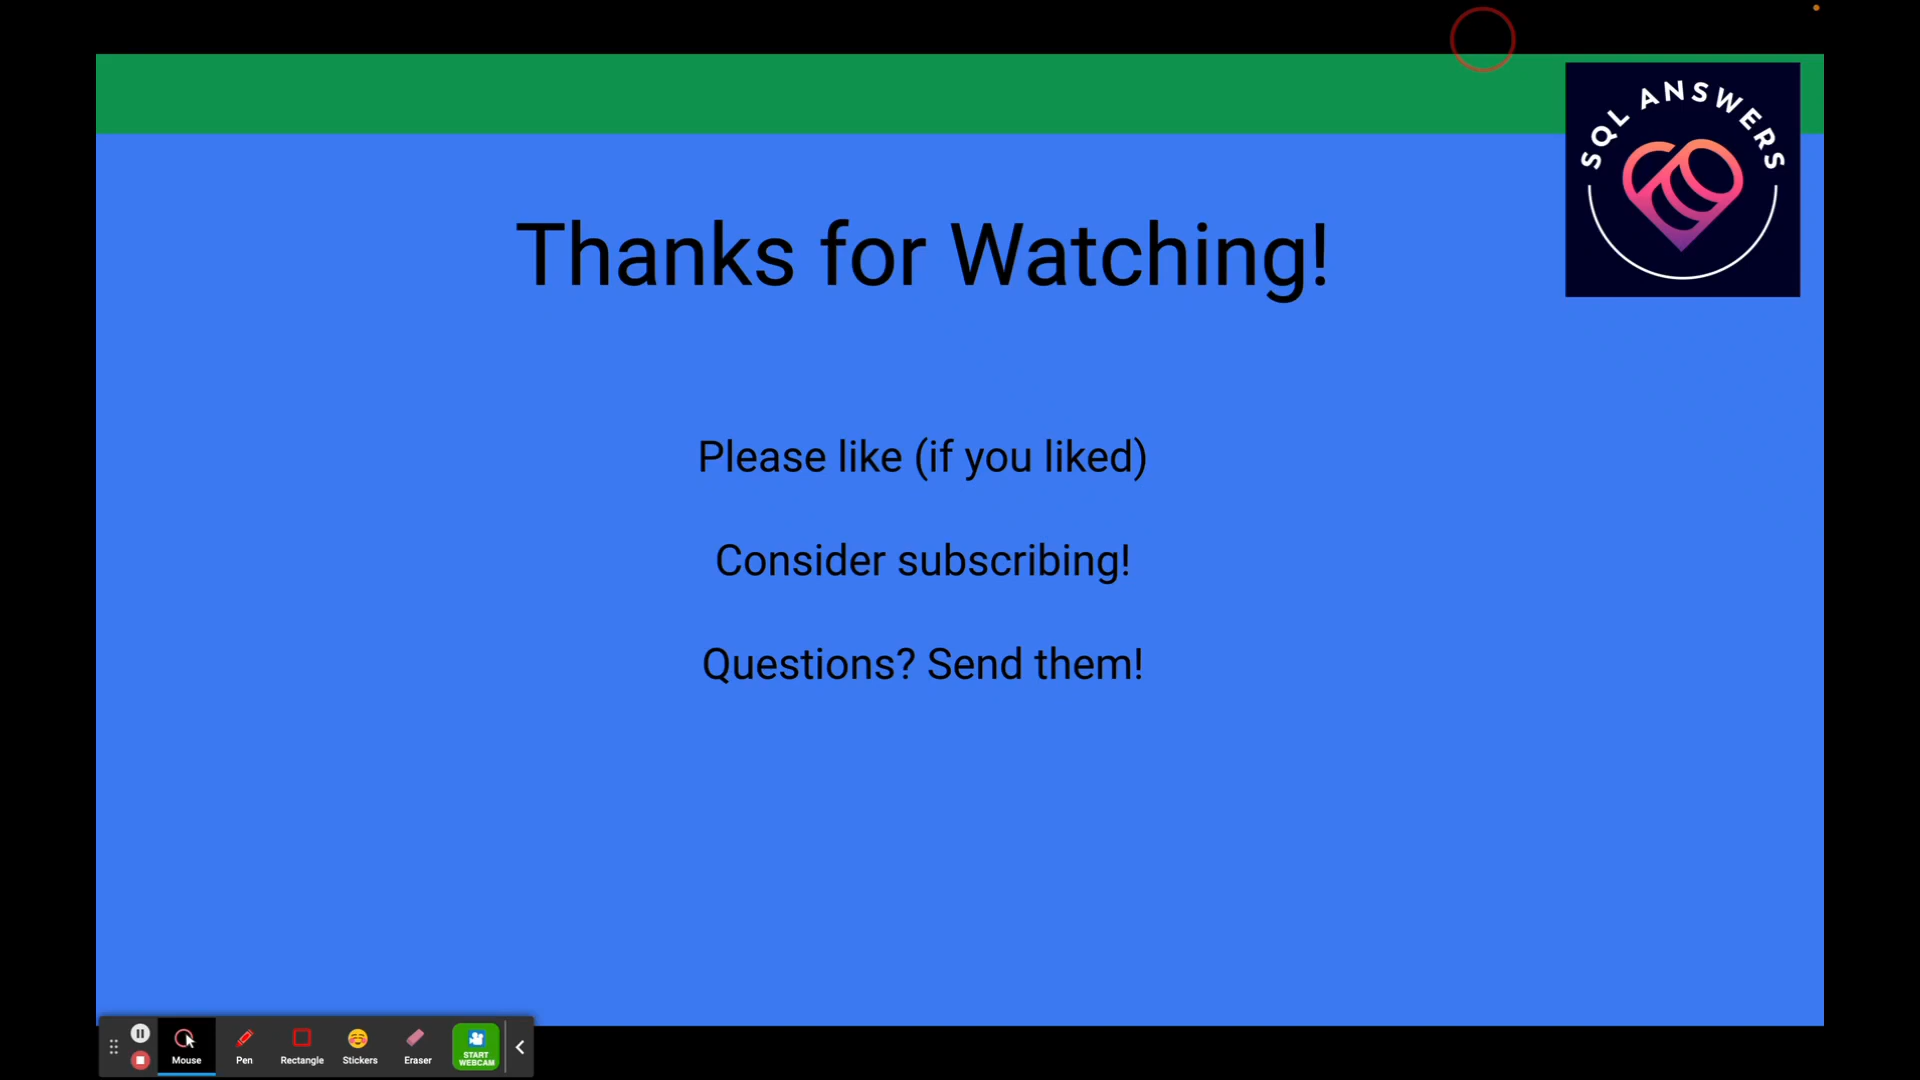 SQL ANSWERS
Thanks for Watching!
Please like (if you liked)
Consider subscribing!
Questions? Send them!
Mouse
Pen
Rectangle
Stickers
Eraser
START
WEBCAM